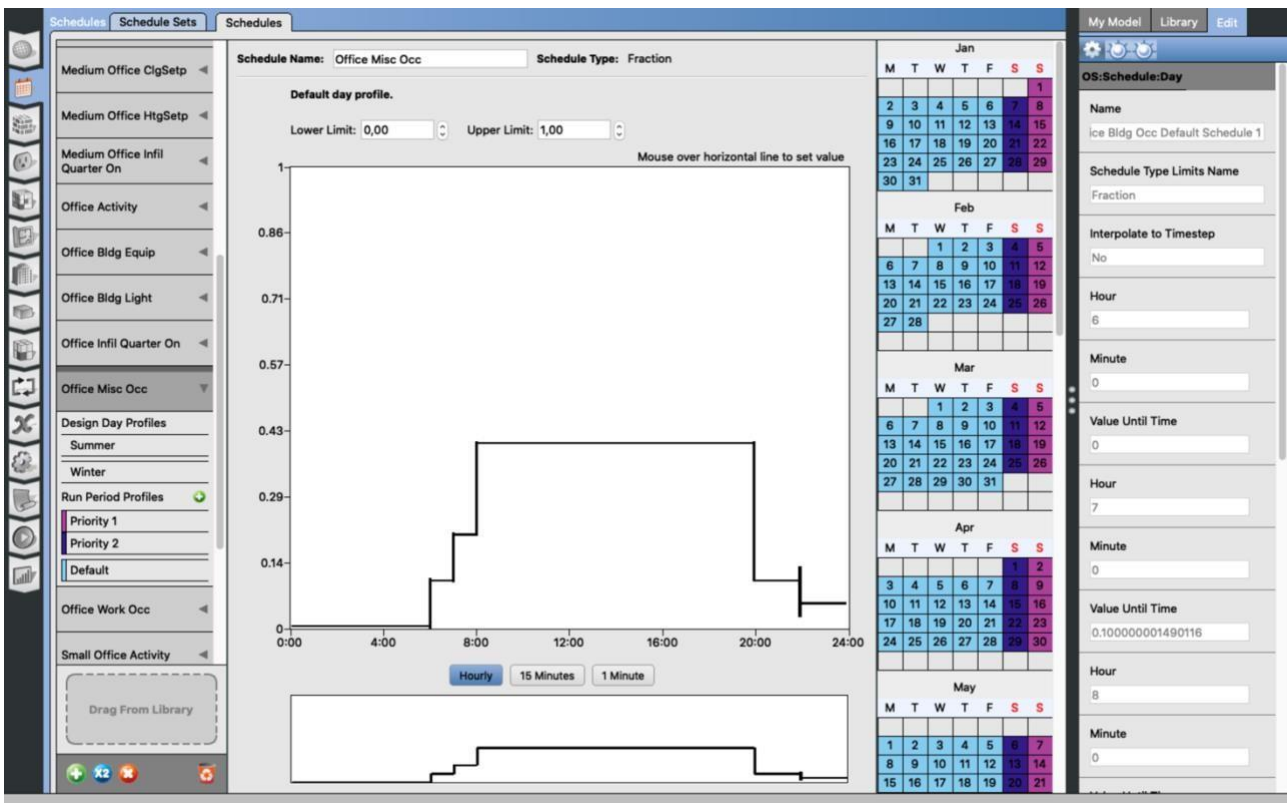 Schedules Schedule Sets Schedules
My Model Library Edit
Medium Office ClgSetp
Medium Office HtgSetp
Medium Office Infil
Quarter On
Office Activity
Office Bldg Equip
Office Bldg Light
Office Infil Quarter On
Office Misc Occ
Design Day Profiles
Summer
Winter
Run Period Profiles
Priority 1
Priority 2
Default
Office Work Occ
Small Office Activity
Drag From Library
X2
Schedule Name: Office Misc Occ Schedule Type: Fraction
Default day profile.
Lower Limit: 0,00 Upper Limit: 1,00
Mouse over horizontal line to set value
1
0.86
0.71
0.57
0.43
0.29
0.14
0
0:00 4:00 8:00 12:00 16:00 20:00 24:00
Hourly 15 Minutes 1 Minute
Jan
M T W T F S S
1
2 3 4 5 6 7 8
9 10 11 12 13 14 15
16 17 18 19 20 21 22
23 24 25 26 27 28 29
30 31
Feb
M T W T F S S
1 2 3 4 5
6 7 8 9 10 11 12
13 14 15 16 17 18 19
20 21 22 23 24 25 26
27 28
Mar
M T W T F S S
1 2 3 4 5
6 7 8 9 10 11 12
13 14 15 16 17 18 19
20 21 22 23 24 25 26
27 28 29 30 31
Apr
M T W T F S S
1 2
3 4 5 6 7 8 9
10 11 12 13 14 15 16
17 18 19 20 21 22 23
24 25 26 27 28 29 30
May
M T W T F S S
1 2 3 4 5 6 7
8 9 10 11 12 13 14
15 16 17 18 19 20 21
OS:Schedule:Day
Name
ice Bldg Occ Default Schedule 1
Schedule Type Limits Name
Fraction
Interpolate to Timestep
No
Hour
6
Minute
0
Value Until Time
0
Hour
7
Minute
0
Value Until Time
0.100000001490116
Hour
8
Minute
0